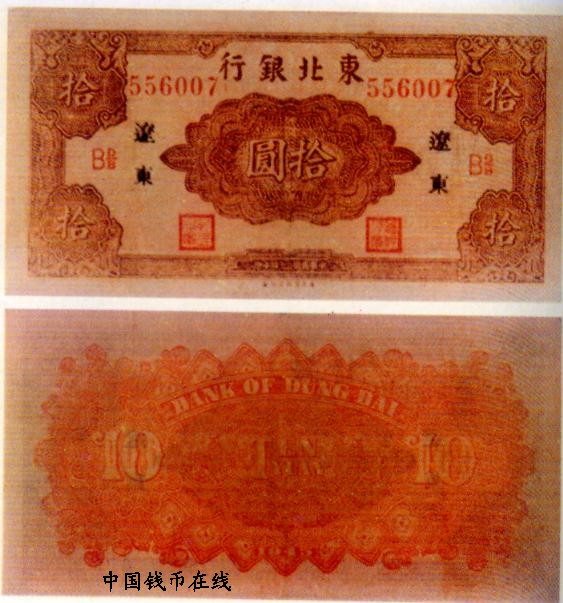 東北銀行
556007 556007
拾 拾
遼東 遼東
B B
拾圓
拾 拾
BANK OF DUNG BAI
10 10
1945
中国钱币在线